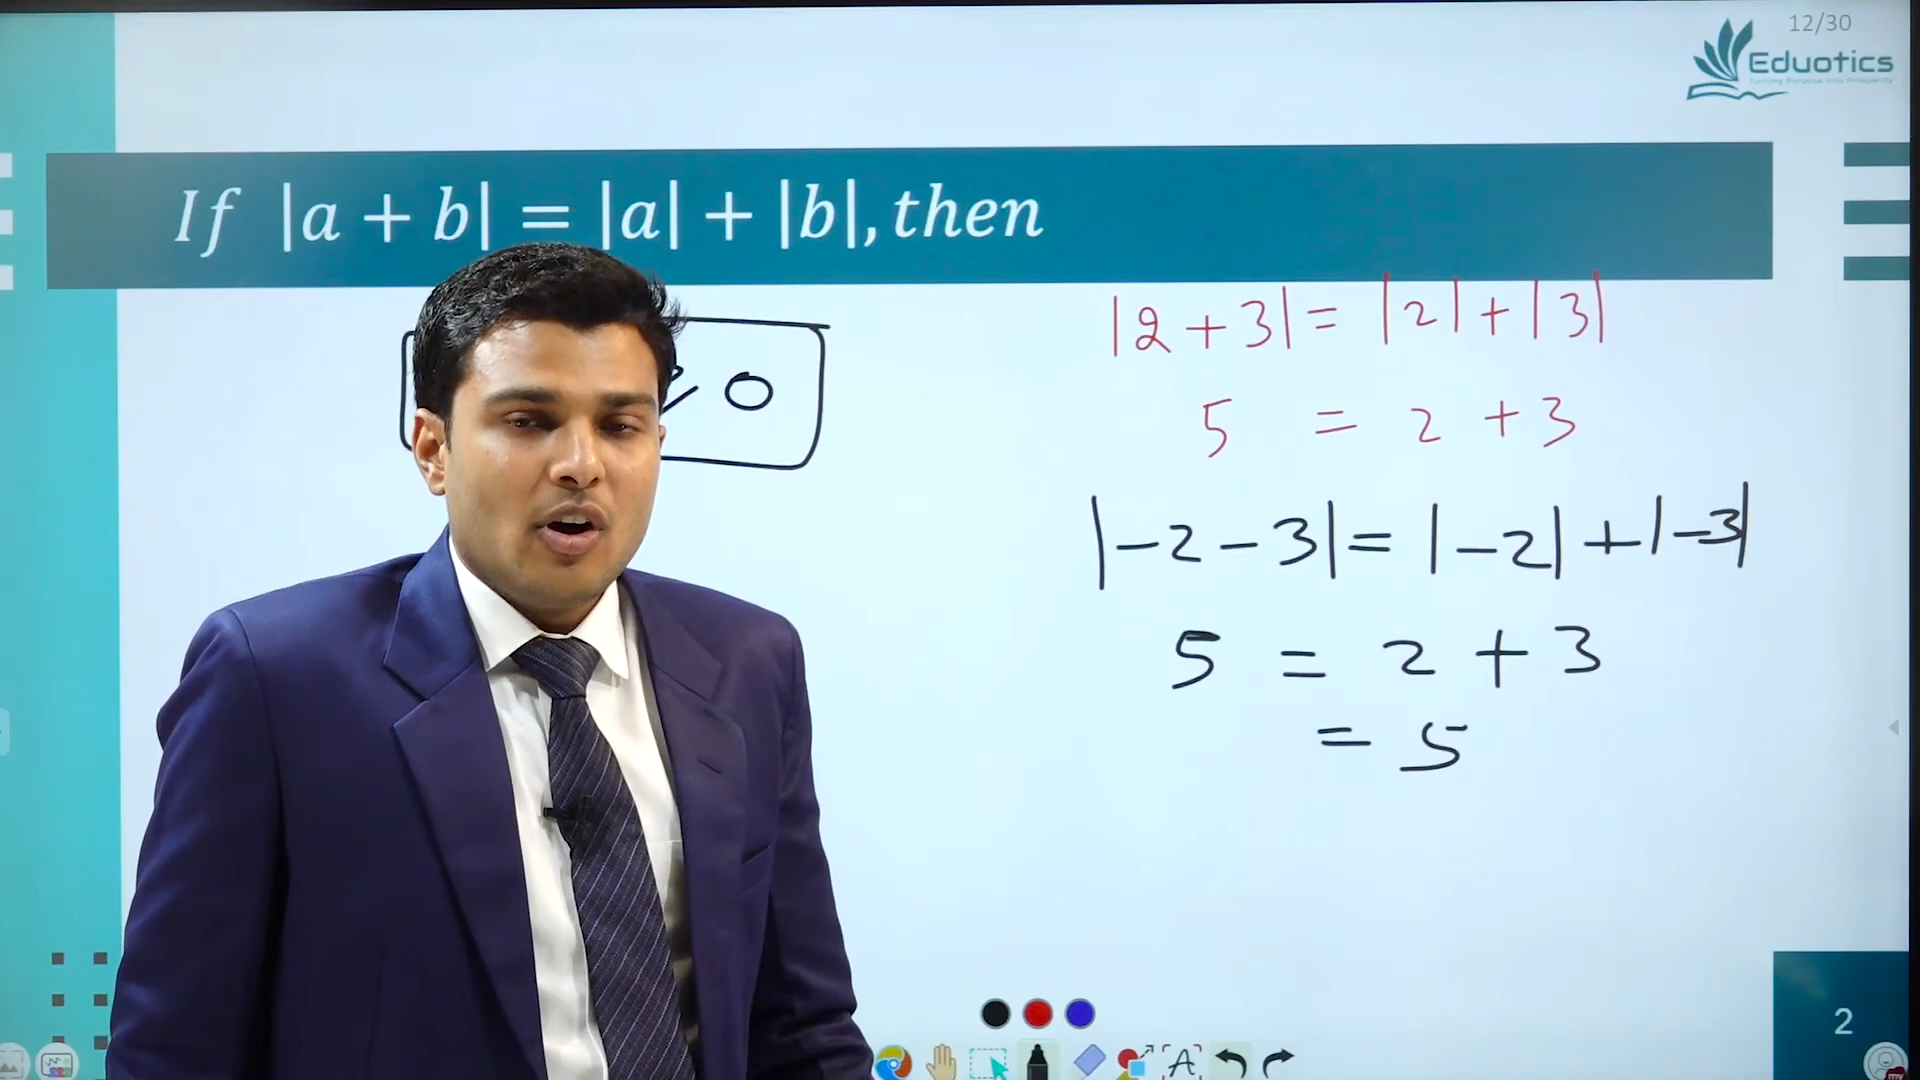 12/30
Eduotics
If |a + b| = |a| + |b|, then
|2 + 3| = |2| + |3|
5 = 2 + 3
0
|-2 - 3| = |-2| + |-3|
5 = 2 + 3
= 5
2